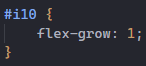 #i10 {
    flex-grow: 1;
}